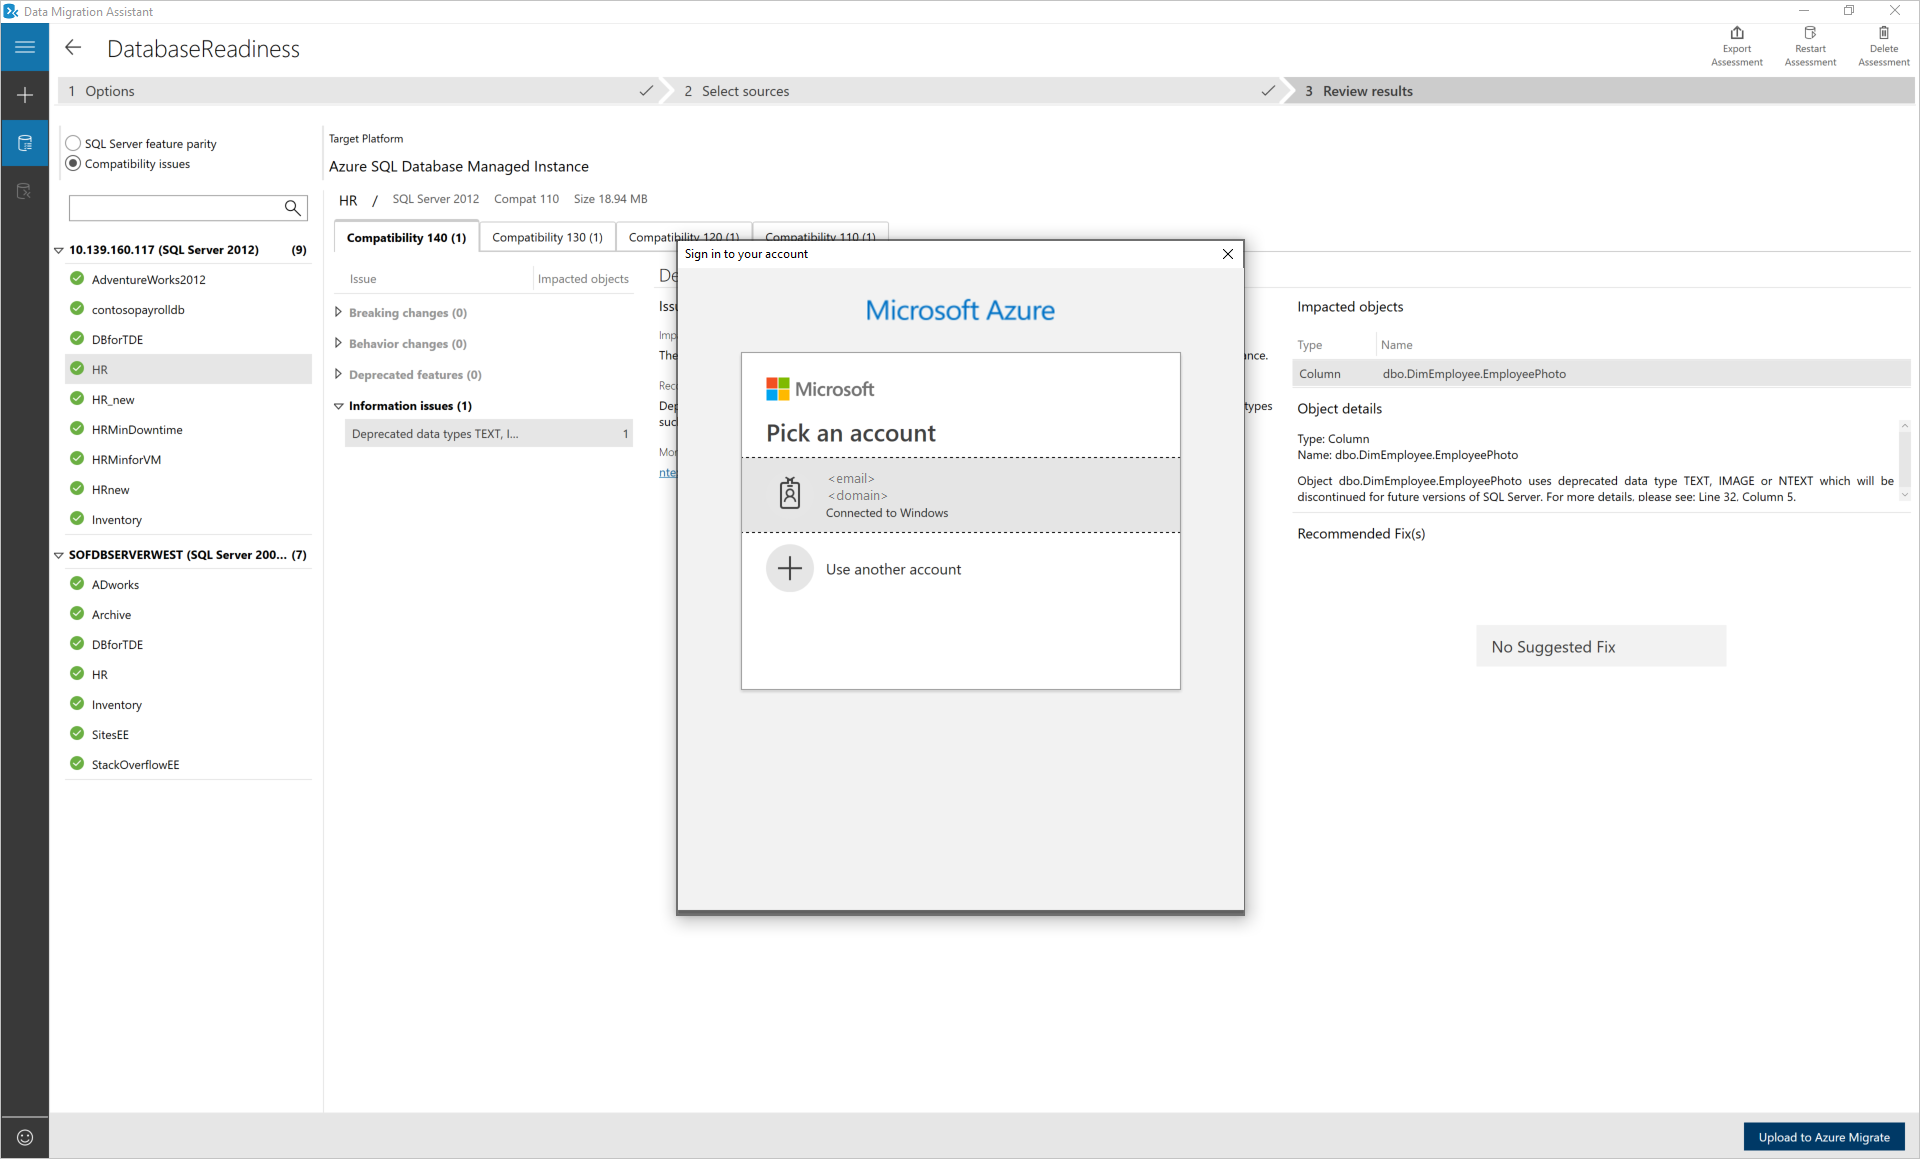 Data Migration Assistant
DatabaseReadiness
Export
Assessment
Restart
Assessment
Delete
Assessment
1 Options
2 Select sources
3 Review results
SQL Server feature parity
Compatibility issues
Target Platform
Azure SQL Database Managed Instance
HR / SQL Server 2012 Compat 110 Size 18.94 MB
Compatibility 140 (1)
Compatibility 130 (1)
Compatibility 120 (1)
Compatibility 110 (1)
10.139.160.117 (SQL Server 2012) (9)
AdventureWorks2012
contosopayrolldb
DBforTDE
HR
HR_new
HRMinDowntime
HRMinforVM
HRnew
Inventory
SOFDBSERVERWEST (SQL Server 200... (7)
ADworks
Archive
DBforTDE
HR
Inventory
SitesEE
StackOverflowEE
Issue Impacted objects
Breaking changes (0)
Behavior changes (0)
Deprecated features (0)
Information issues (1)
Deprecated data types TEXT, I... 1
Sign in to your account
Microsoft Azure
Microsoft
Pick an account
<email>
<domain>
Connected to Windows
Use another account
The
types
Impacted objects
Type Name
Column dbo.DimEmployee.EmployeePhoto
Object details
Type: Column
Name: dbo.DimEmployee.EmployeePhoto
Object dbo.DimEmployee.EmployeePhoto uses deprecated data type TEXT, IMAGE or NTEXT which will be
discontinued for future versions of SQL Server. For more details. please see: Line 32. Column 5.
Recommended Fix(s)
No Suggested Fix
Upload to Azure Migrate